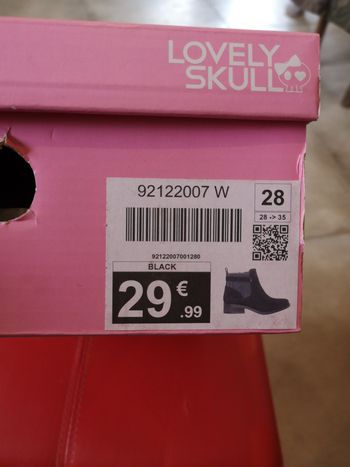 LOVELY
SKULL
92122007 W
28
28 -> 35
92122007001280
BLACK
29 €
.99